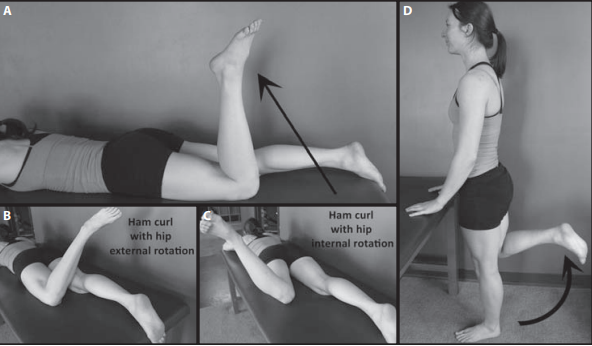 A
D
B
Ham curl
with hip
external rotation
C
Ham curl
with hip
internal rotation